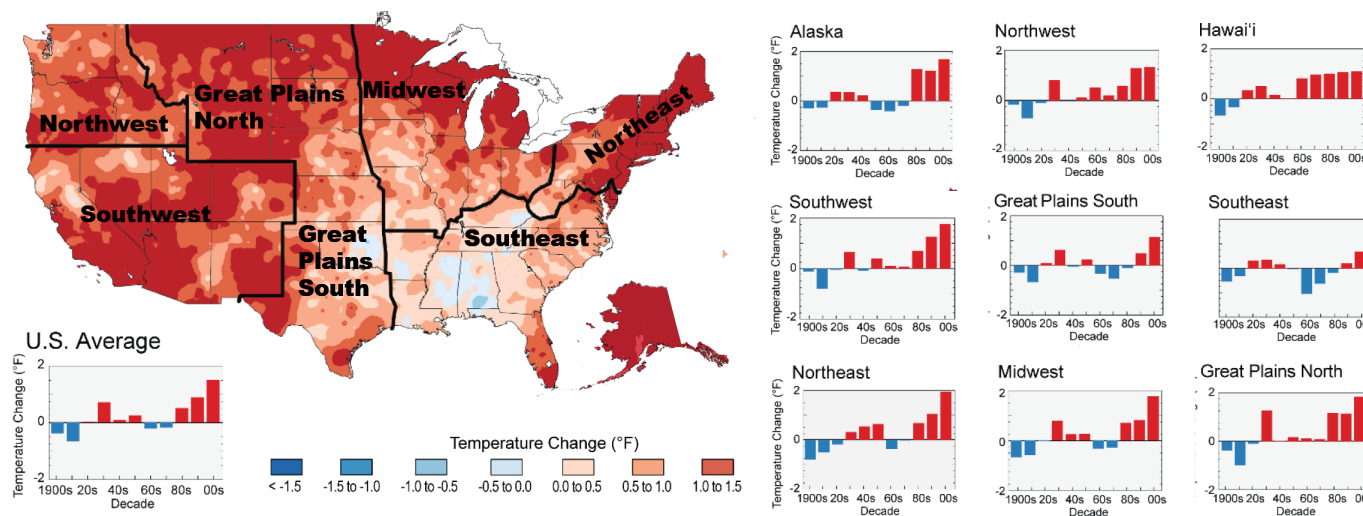 Northwest
Great Plains
North
Midwest
Northeast
Southwest
Great
Plains
South
Southeast
U.S. Average
Temperature Change (°F)
2
0
-2
1900s 20s 40s 60s 80s 00s
Decade
Temperature Change (°F)
< -1.5
-1.5 to -1.0
-1.0 to -0.5
-0.5 to 0.0
0.0 to 0.5
0.5 to 1.0
1.0 to 1.5
Alaska
Temperature Change (°F)
2
0
-2
1900s 20s 40s 60s 80s 00s
Decade
Northwest
2
0
-2
1900s 20s 40s 60s 80s 00s
Decade
Hawai‘i
2
0
-2
1900s 20s 40s 60s 80s 00s
Decade
Southwest
Temperature Change (°F)
2
0
-2
1900s 20s 40s 60s 80s 00s
Decade
Great Plains South
2
0
-2
1900s 20s 40s 60s 80s 00s
Decade
Southeast
2
0
-2
1900s 20s 40s 60s 80s 00s
Decade
Northeast
Temperature Change (°F)
2
0
-2
1900s 20s 40s 60s 80s 00s
Decade
Midwest
2
0
-2
1900s 20s 40s 60s 80s 00s
Decade
Great Plains North
2
0
-2
1900s 20s 40s 60s 80s 00s
Decade